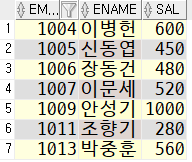 EM... ENAME SAL
1 1004 이병헌 600
2 1005 신동엽 450
3 1006 장동건 480
4 1007 이문세 520
5 1009 안성기 1000
6 1011 조향기 280
7 1013 박중훈 560